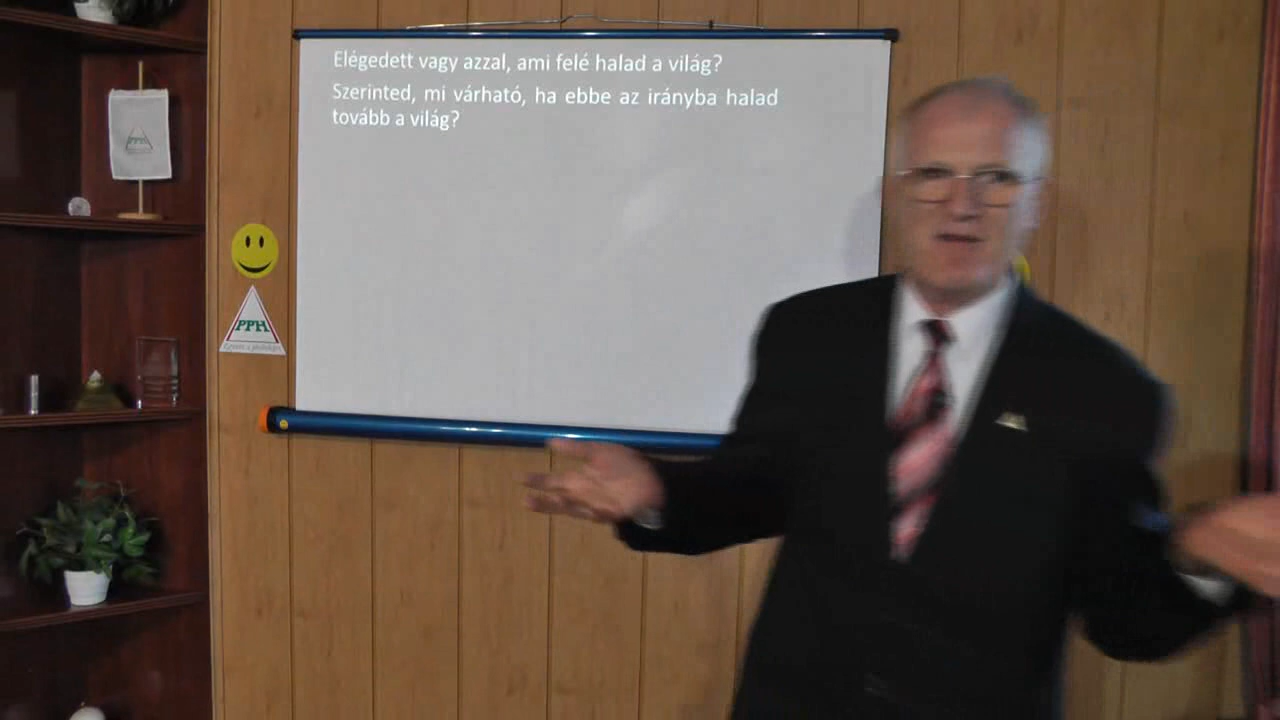 Elégedett vagy azzal, ami felé halad a világ?
Szerinted, mi várható, ha ebbe az irányba halad
tovább a világ?
PPH
PPH